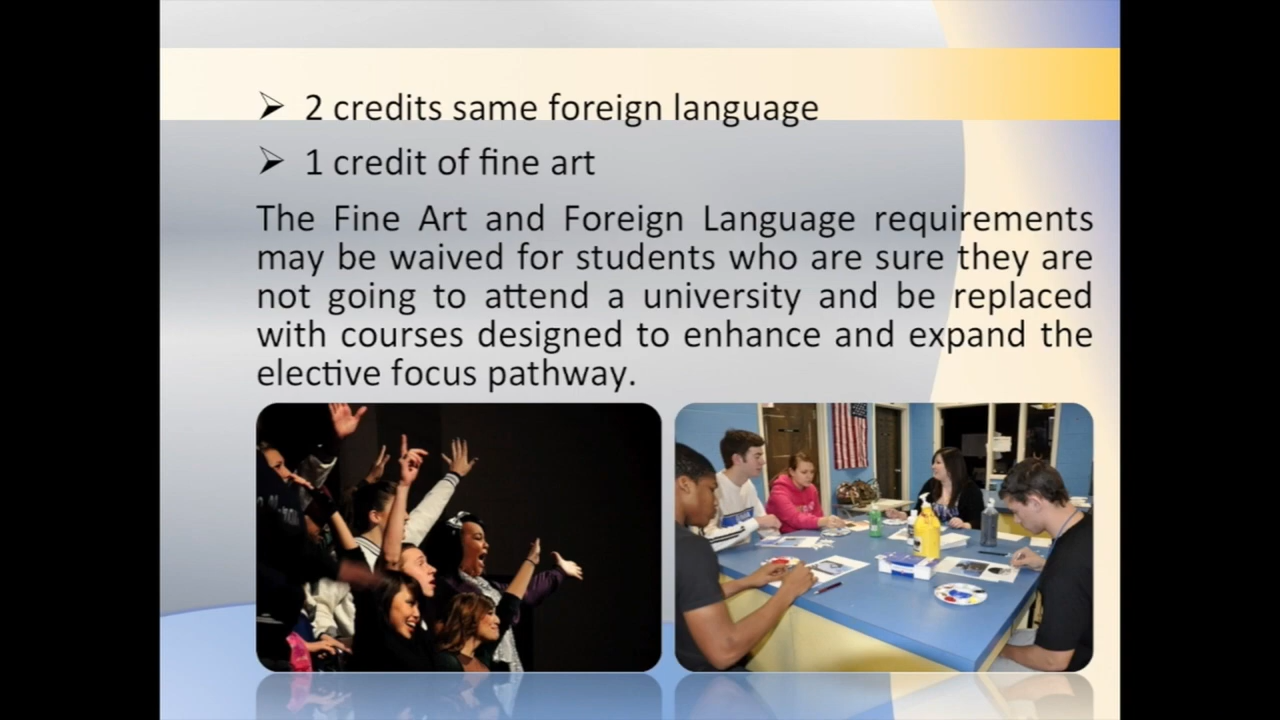 ➢ 2 credits same foreign language
➢ 1 credit of fine art
The Fine Art and Foreign Language requirements
may be waived for students who are sure they are
not going to attend a university and be replaced
with courses designed to enhance and expand the
elective focus pathway.